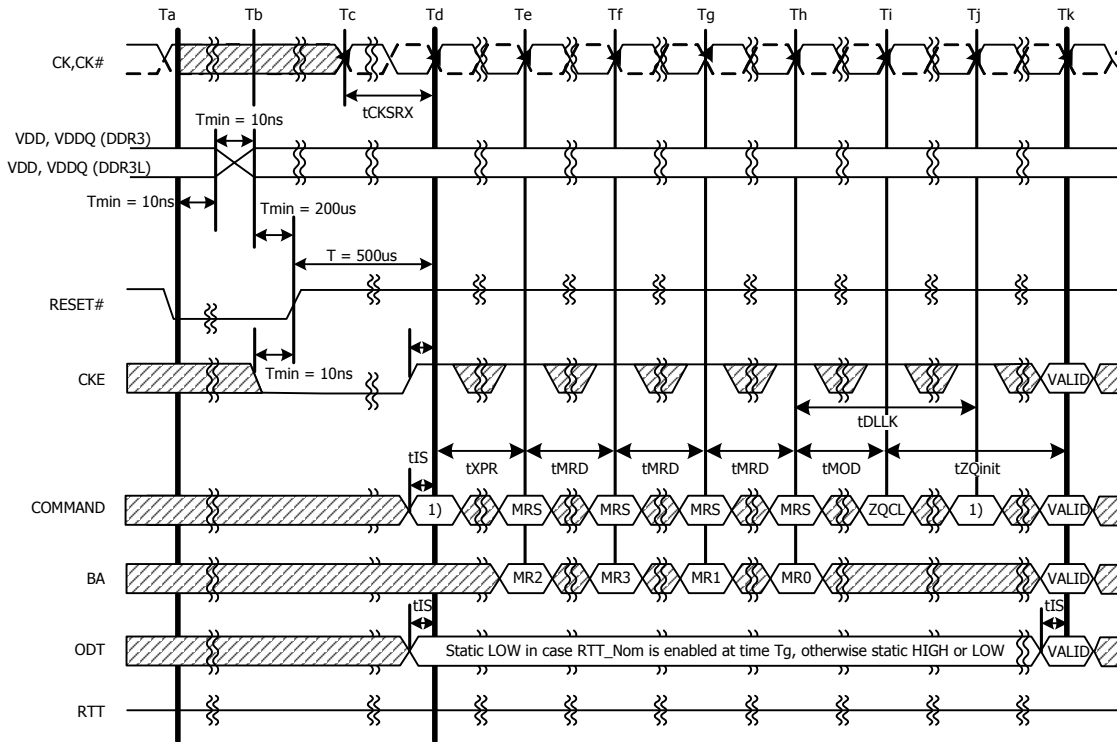 Ta Tb Tc Td Te Tf Tg Th Ti Tj Tk
CK,CK#
tCKSRX
Tmin = 10ns
VDD, VDDQ (DDR3)
VDD, VDDQ (DDR3L)
Tmin = 10ns
Tmin = 200us
T = 500us
RESET#
Tmin = 10ns
CKE
VALID
tDLLK
tIS
tXPR tMRD tMRD tMRD tMOD tZQinit
COMMAND 1) MRS MRS MRS MRS ZQCL 1) VALID
BA MR2 MR3 MR1 MR0 VALID
tIS tIS
ODT Static LOW in case RTT_Nom is enabled at time Tg, otherwise static HIGH or LOW VALID
RTT